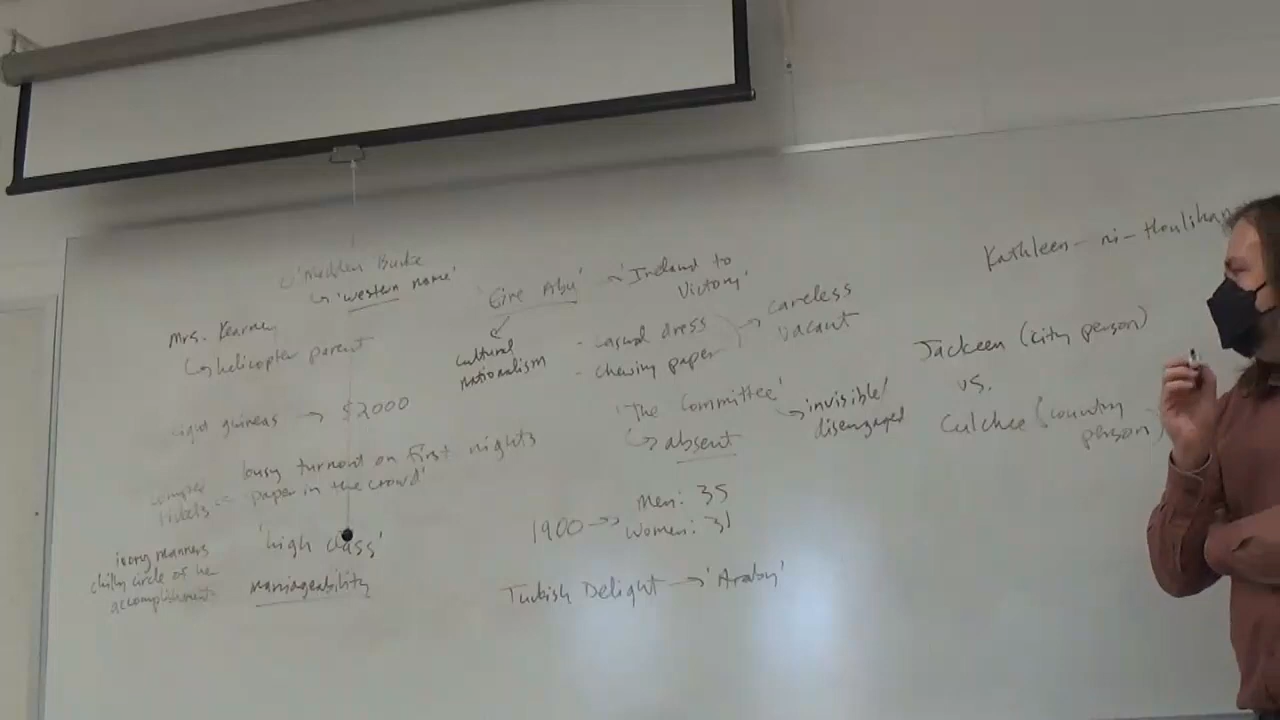 'Madden Burke
↳ 'western name'
Mrs. Kearney
↳ helicopter parent
guineas → $2000
busy turnout on first nights
paper in the crowd'
'high class'
marriageability
ivory manners
chilly circle of her
accomplishments
'Eire Abu' → 'Ireland to
Victory'
cultural
nationalism
- casual dress
- chewing paper
→ careless
vacant
'The Committee'
↳ absent
→ invisible/
disengaged
1900 → Men: 35
Women: 31
Turkish Delight → 'Araby'
Kathleen - ni - Houlihan
Jackeen (city person)
vs.
Culchee (country
person)